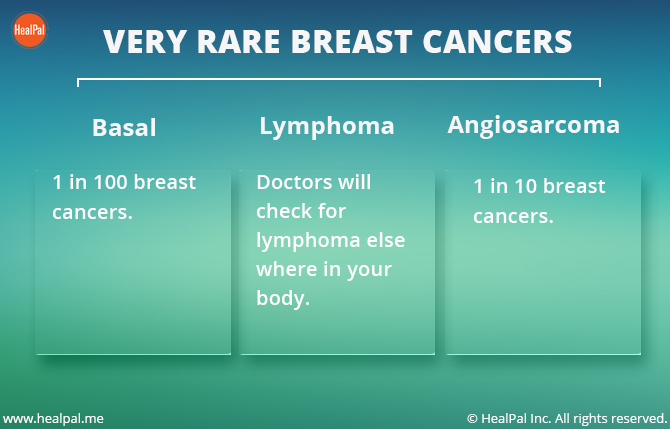 HealPal
VERY RARE BREAST CANCERS
Basal
1 in 100 breast
cancers.
Lymphoma
Doctors will
check for
lymphoma else
where in your
body.
Angiosarcoma
1 in 10 breast
cancers.
www.healpal.me
© HealPal Inc. All rights reserved.